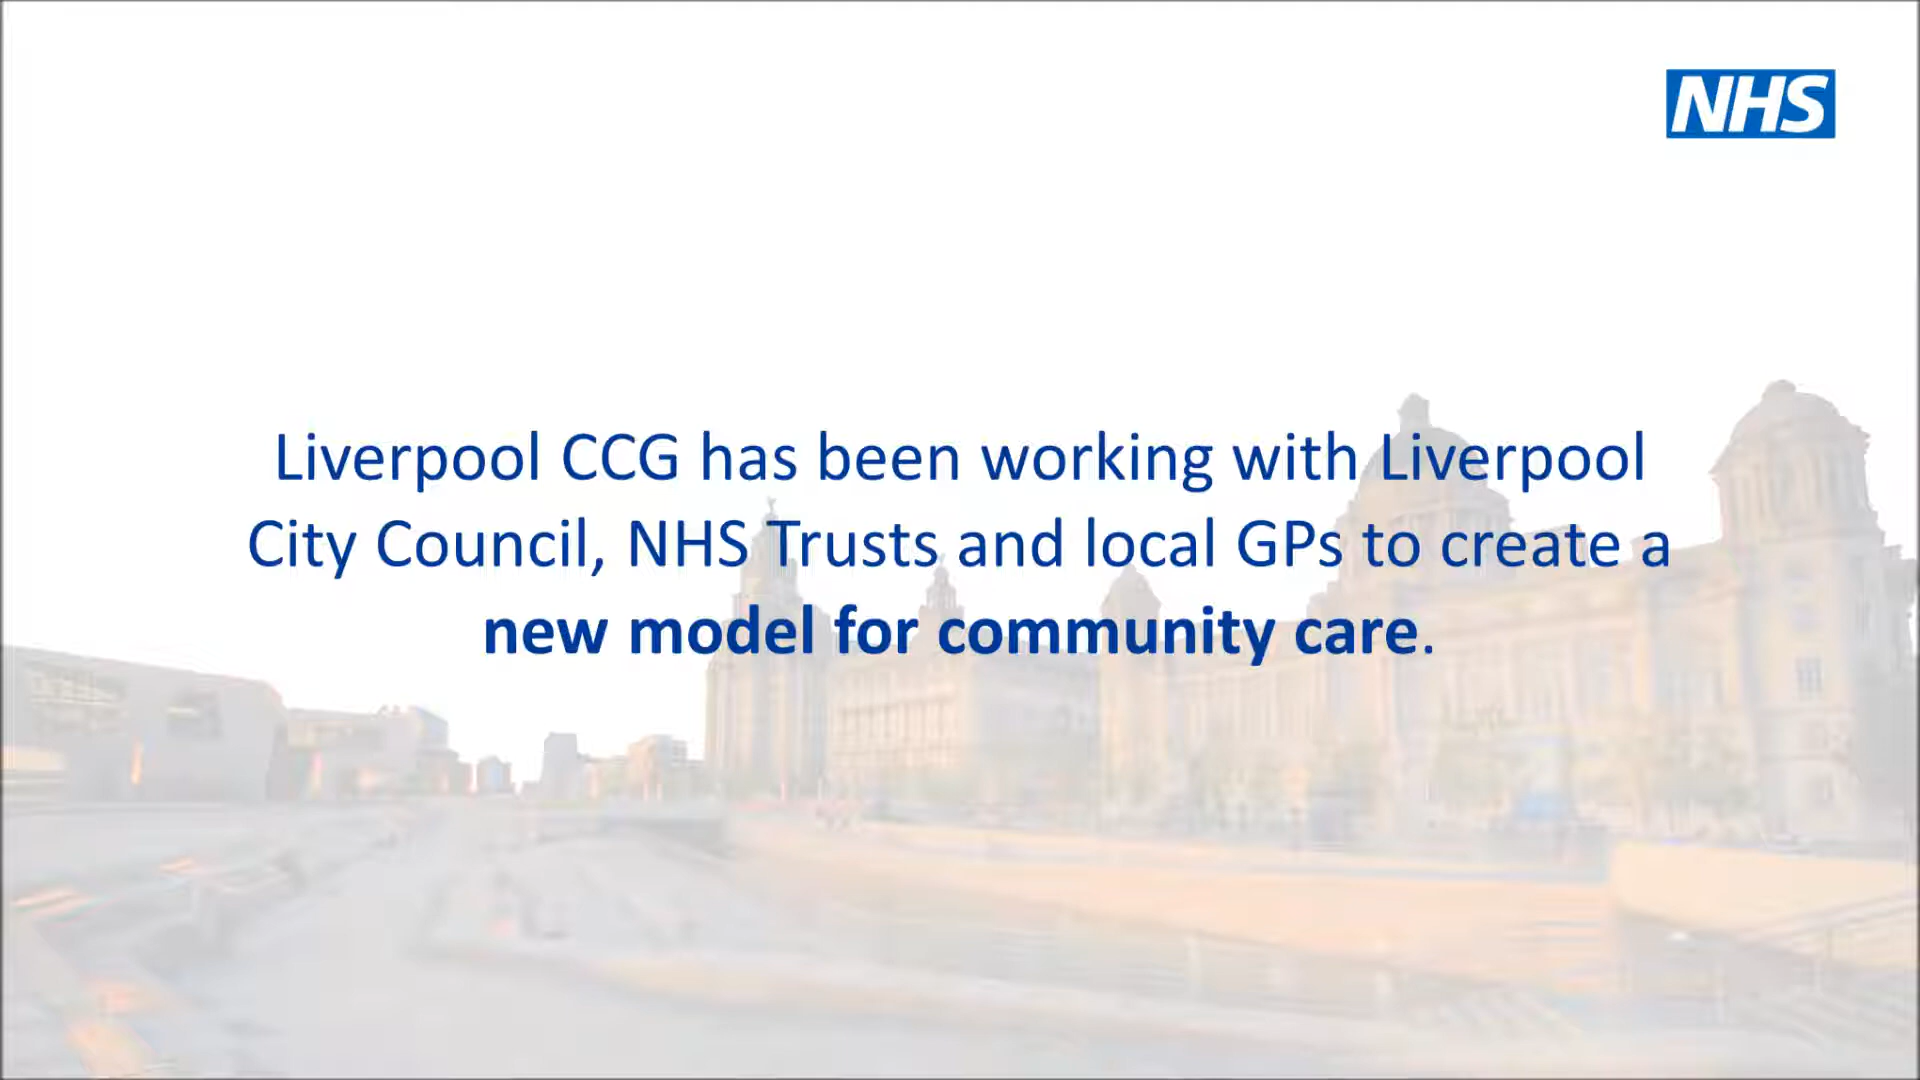 NHS
Liverpool CCG has been working with Liverpool
City Council, NHS Trusts and local GPs to create a
new model for community care.